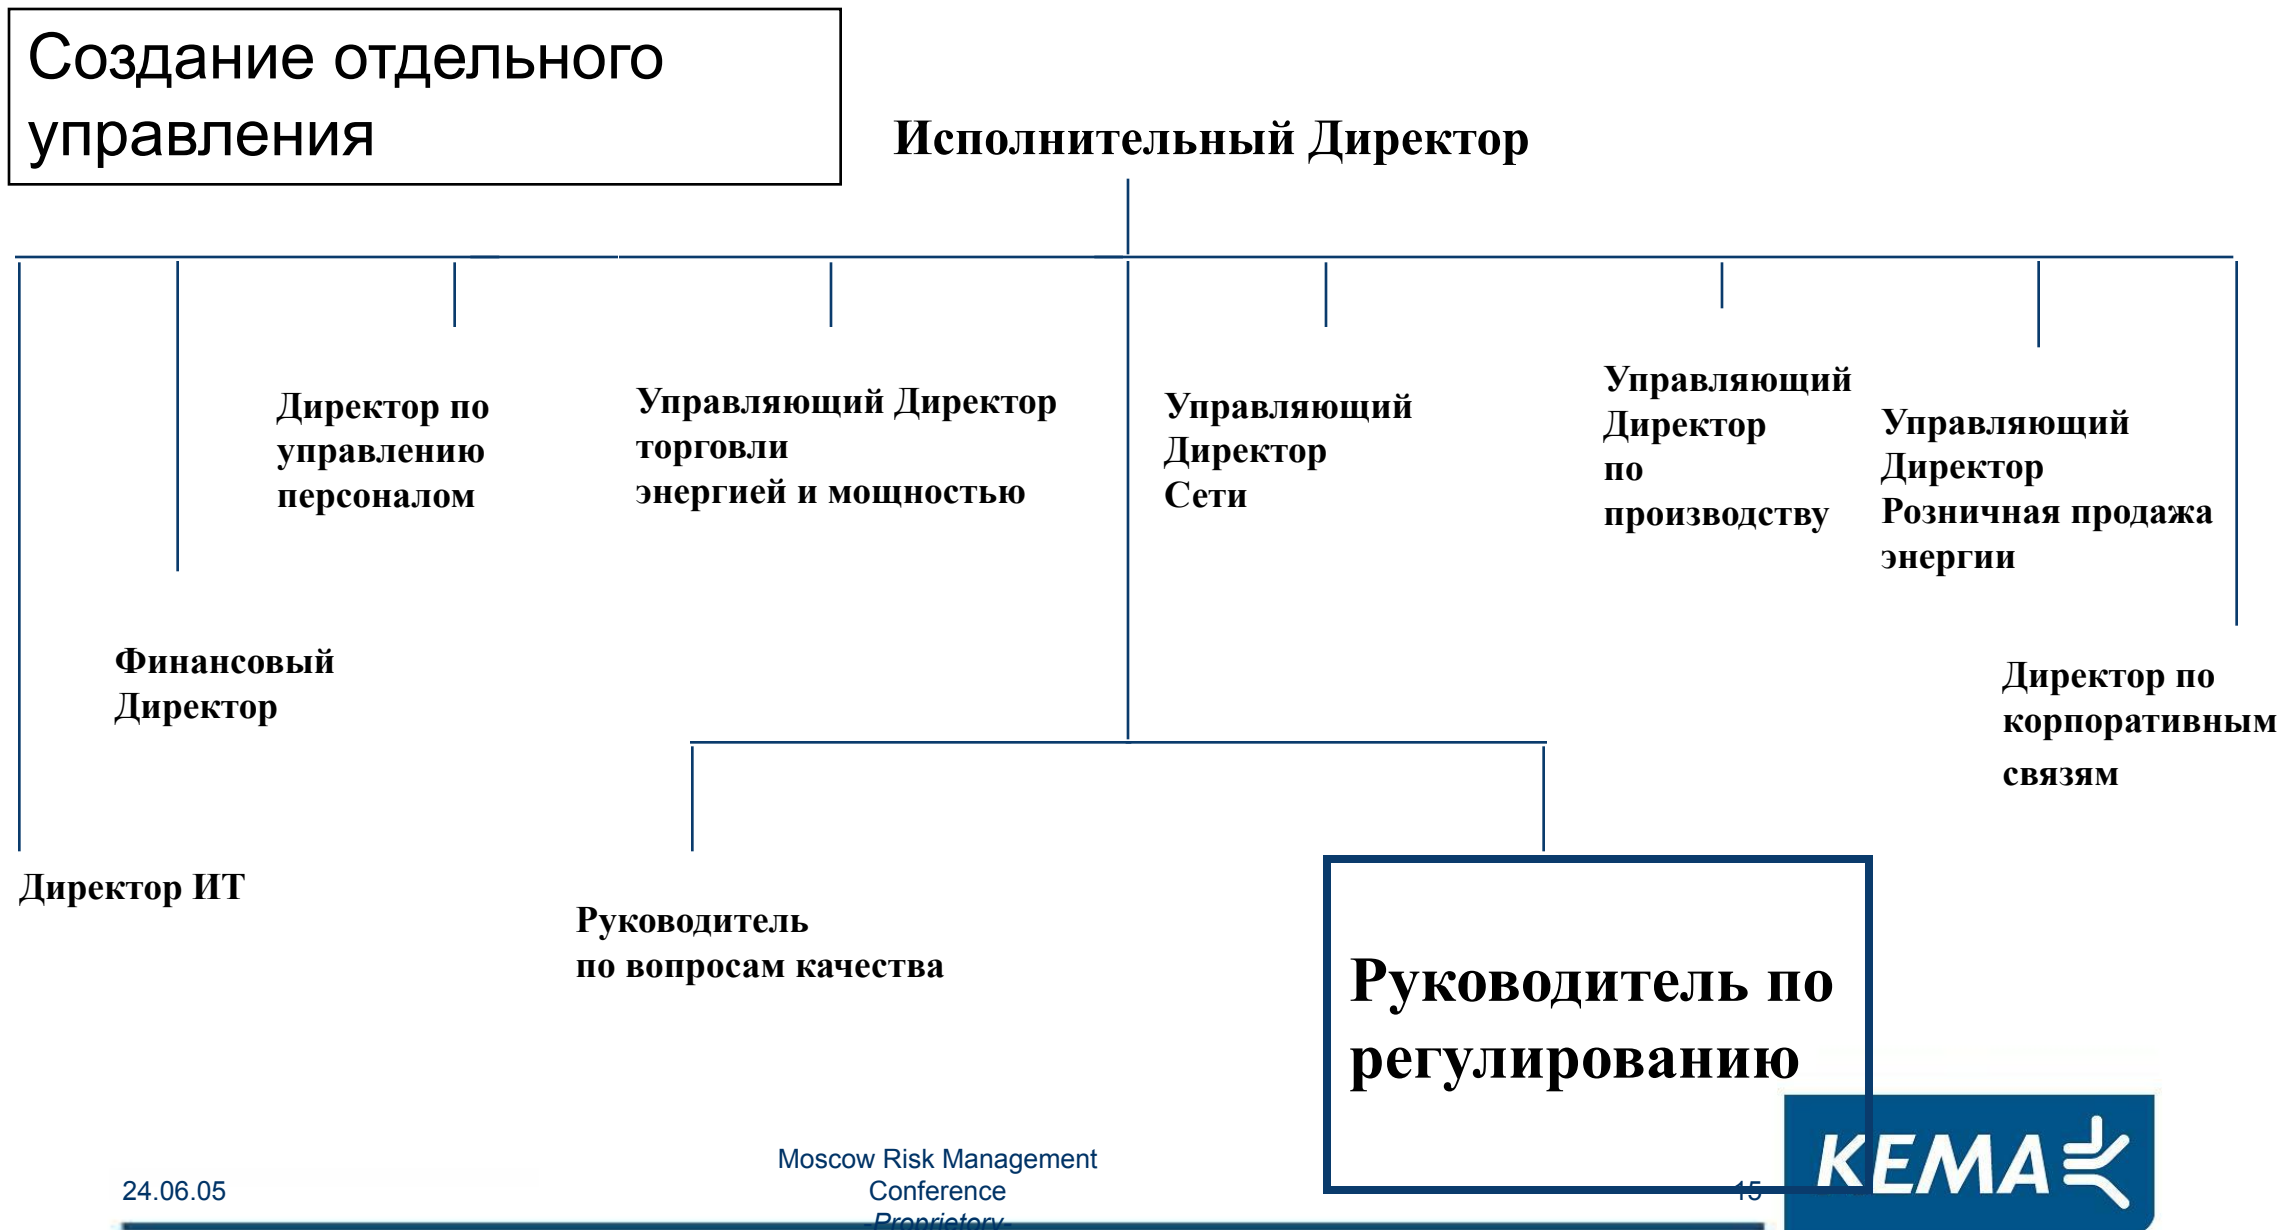 Создание отдельного
управления
Исполнительный Директор
Директор по
управлению
персоналом
Управляющий Директор
торговли
энергией и мощностью
Управляющий
Директор
Сети
Управляющий
Директор
по
производству
Управляющий
Директор
Розничная продажа
энергии
Финансовый
Директор
Директор по
корпоративным
связям
Директор ИТ
Руководитель
по вопросам качества
Руководитель по
регулированию
24.06.05
Moscow Risk Management
Conference
-Proprietory-
15
KEMA